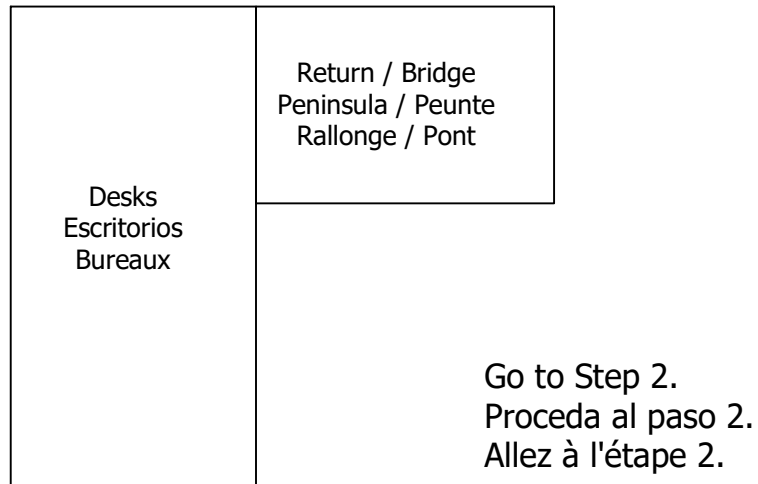 Return / Bridge
Peninsula / Peunte
Rallonge / Pont
Desks
Escritorios
Bureaux
Go to Step 2.
Proceda al paso 2.
Allez à l'étape 2.